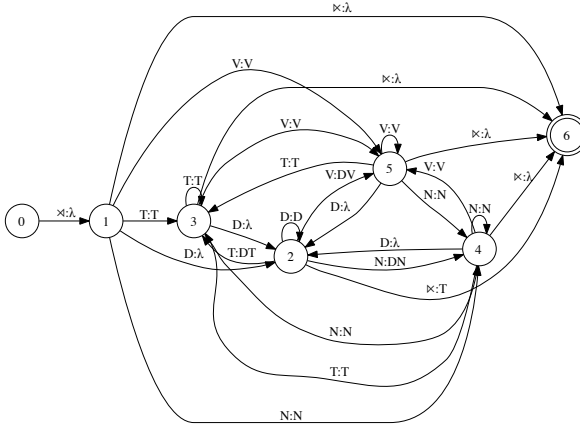 ⋉:λ
V:V
⋉:λ
V:V
V:V
6
⋉:λ
T:T
V:DV
V:V
T:T
5
N:N
⋉:λ
0
⋊:λ
1
T:T
3
D:λ
D:D
D:λ
N:N
D:λ
T:DT
2
D:λ
4
N:DN
⋉:T
N:N
T:T
N:N